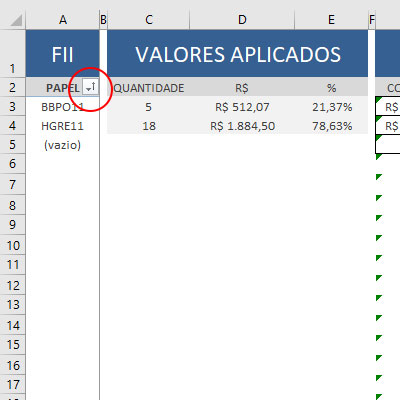 A B C D E F
1 FII VALORES APLICADOS
2 PAPEL QUANTIDADE R$ % CO
3 BBPO11 5 R$ 512,07 21,37% R$
4 HGRE11 18 R$ 1.884,50 78,63% R$
5 (vazio)
6
7
8
9
10
11
12
13
14
15
16
17